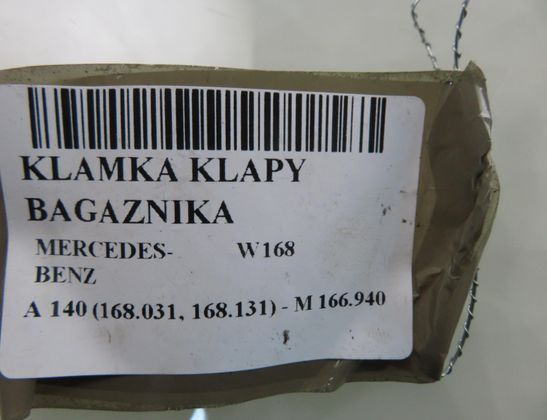 KLAMKA KLAPY
BAGAZNIKA
MERCEDES- W168
BENZ
A 140 (168.031, 168.131) - M 166.940